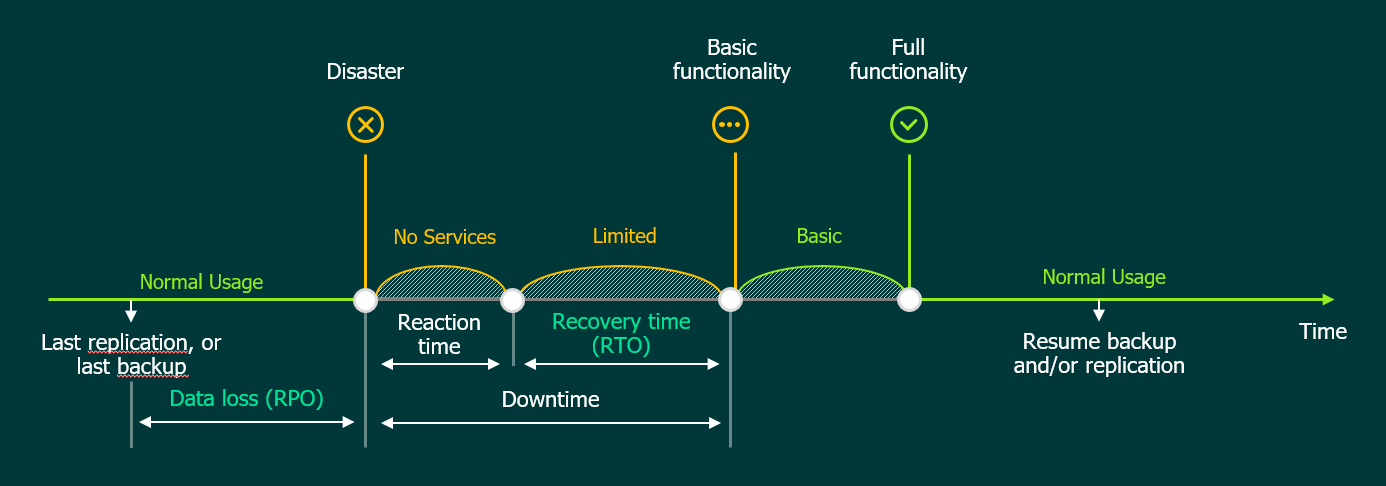 Disaster
Basic
functionality
Full
functionality
No Services
Limited
Basic
Normal Usage
Normal Usage
Reaction
time
Recovery time
(RTO)
Time
Last replication, or
last backup
Resume backup
and/or replication
Data loss (RPO)
Downtime